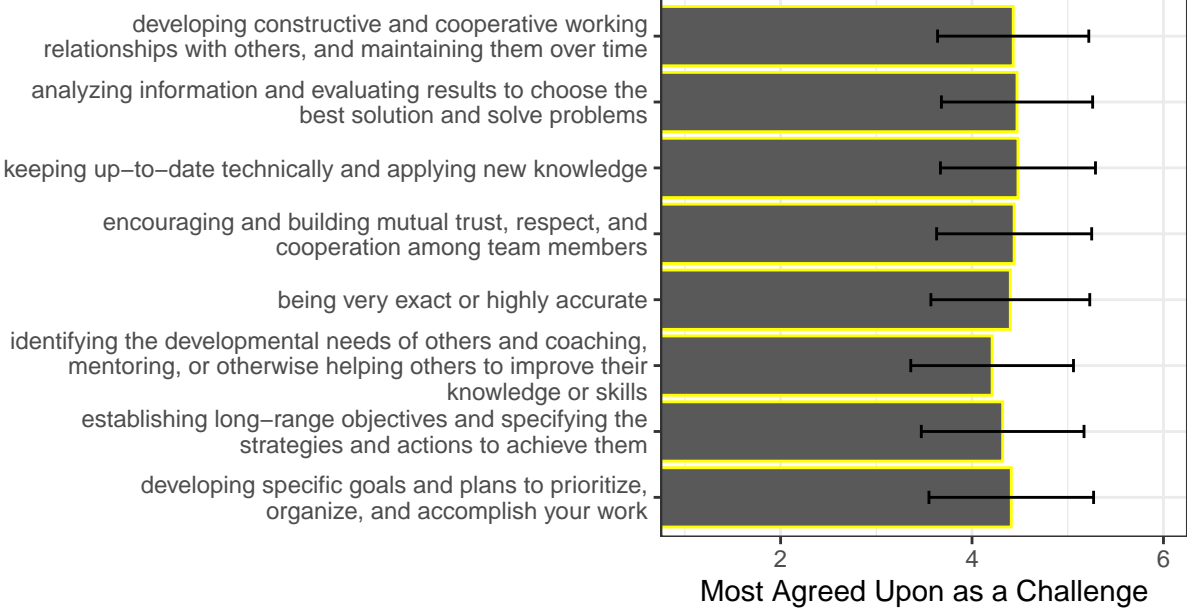 developing constructive and cooperative working
relationships with others, and maintaining them over time
analyzing information and evaluating results to choose the
best solution and solve problems
keeping up−to−date technically and applying new knowledge
encouraging and building mutual trust, respect, and
cooperation among team members
being very exact or highly accurate
identifying the developmental needs of others and coaching,
mentoring, or otherwise helping others to improve their
knowledge or skills
establishing long−range objectives and specifying the
strategies and actions to achieve them
developing specific goals and plans to prioritize,
organize, and accomplish your work
2 4 6
Most Agreed Upon as a Challenge